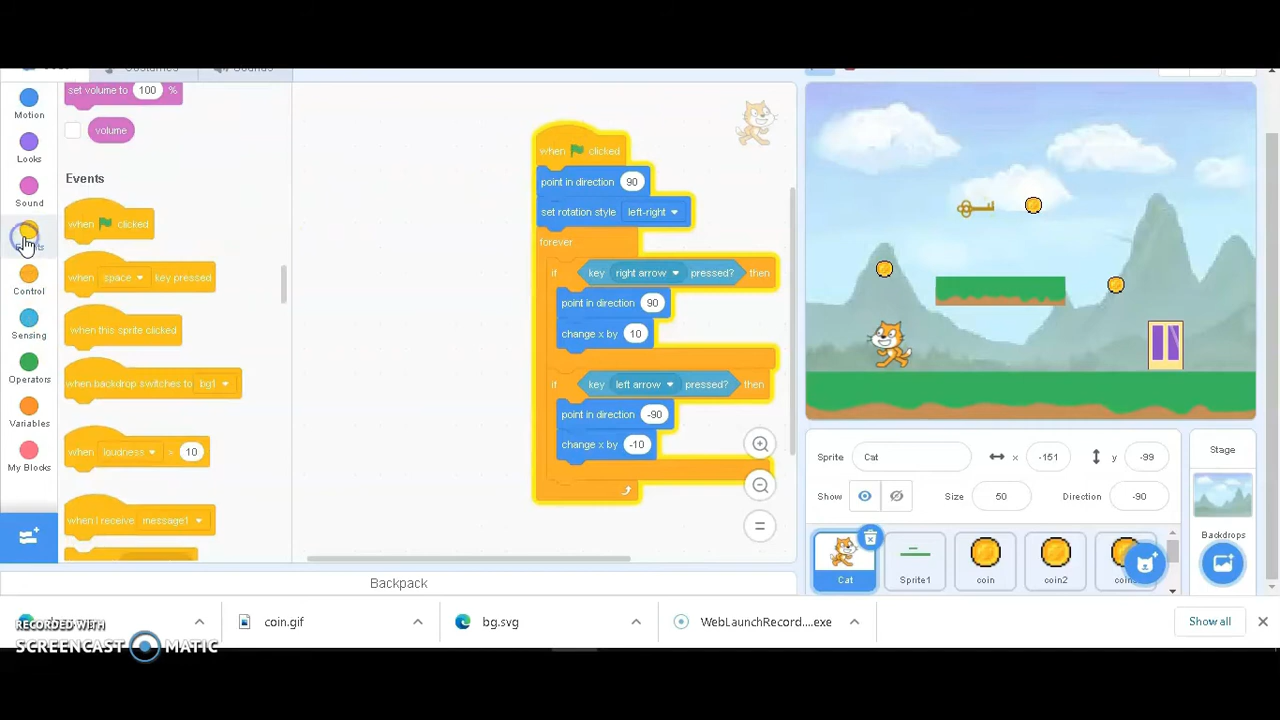 Costumes
Sounds
Motion
Looks
Sound
Control
Sensing
Operators
Variables
My Blocks
set volume to 100 %
volume
Events
when clicked
when space key pressed
when this sprite clicked
when backdrop switches to bg1
when loudness > 10
when I receive message1
when clicked
point in direction 90
set rotation style left-right
forever
if key right arrow pressed? then
point in direction 90
change x by 10
if key left arrow pressed? then
point in direction -90
change x by -10
Backpack
Sprite Cat x -151 y -99
Show Size 50 Direction -90
Cat
Sprite1
coin
coin2
Stage
Backdrops
coin.gif
bg.svg
WebLaunchRecord....exe
Show all
RECORDED WITH
SCREENCAST MATIC